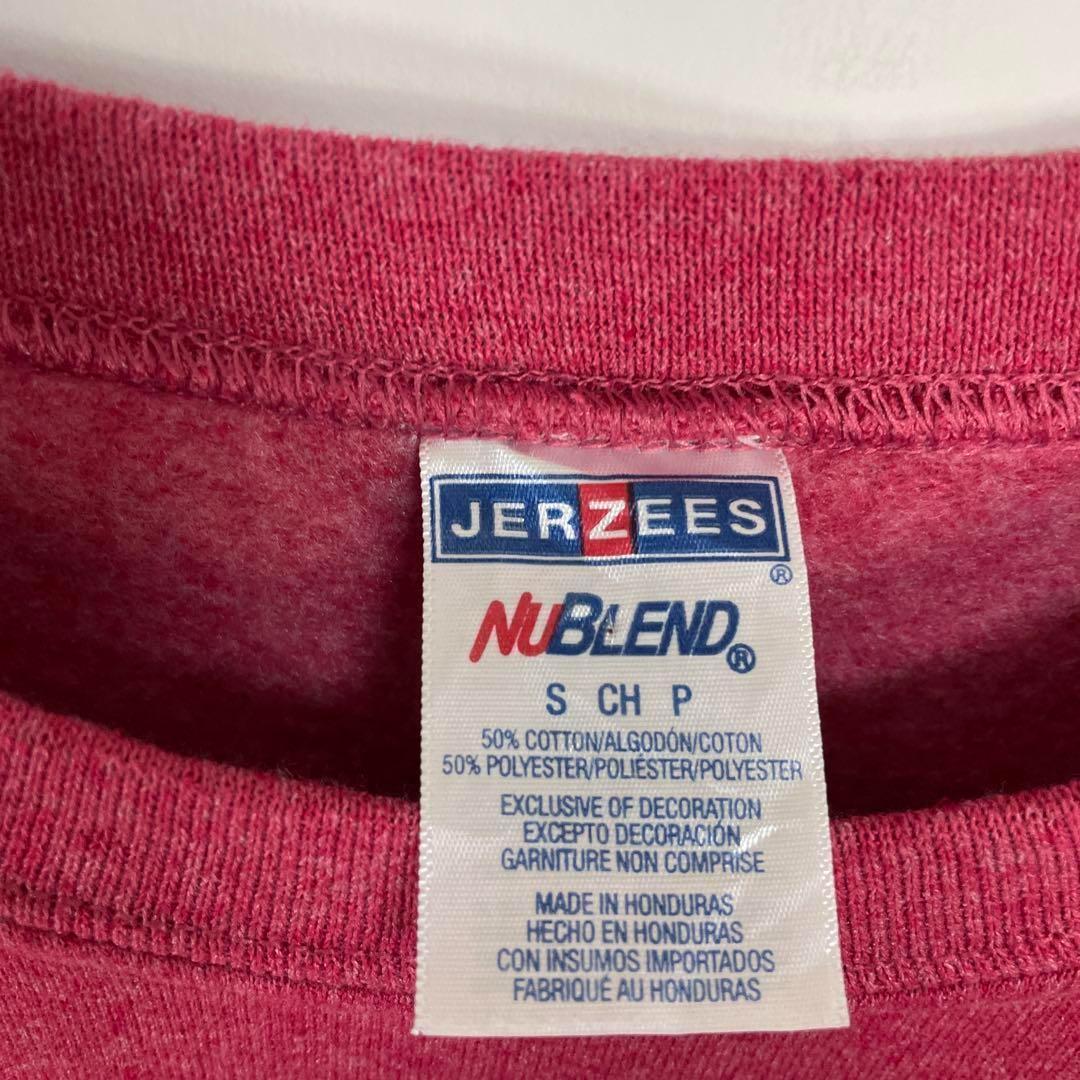 JERZEES
®
NUBLEND®
S CH P
50% COTTON/ALGODÓN/COTON
50% POLYESTER/POLIÉSTER/POLYESTER
EXCLUSIVE OF DECORATION
EXCEPTO DECORACIÓN
GARNITURE NON COMPRISE
MADE IN HONDURAS
HECHO EN HONDURAS
CON INSUMOS IMPORTADOS
FABRIQUÉ AU HONDURAS